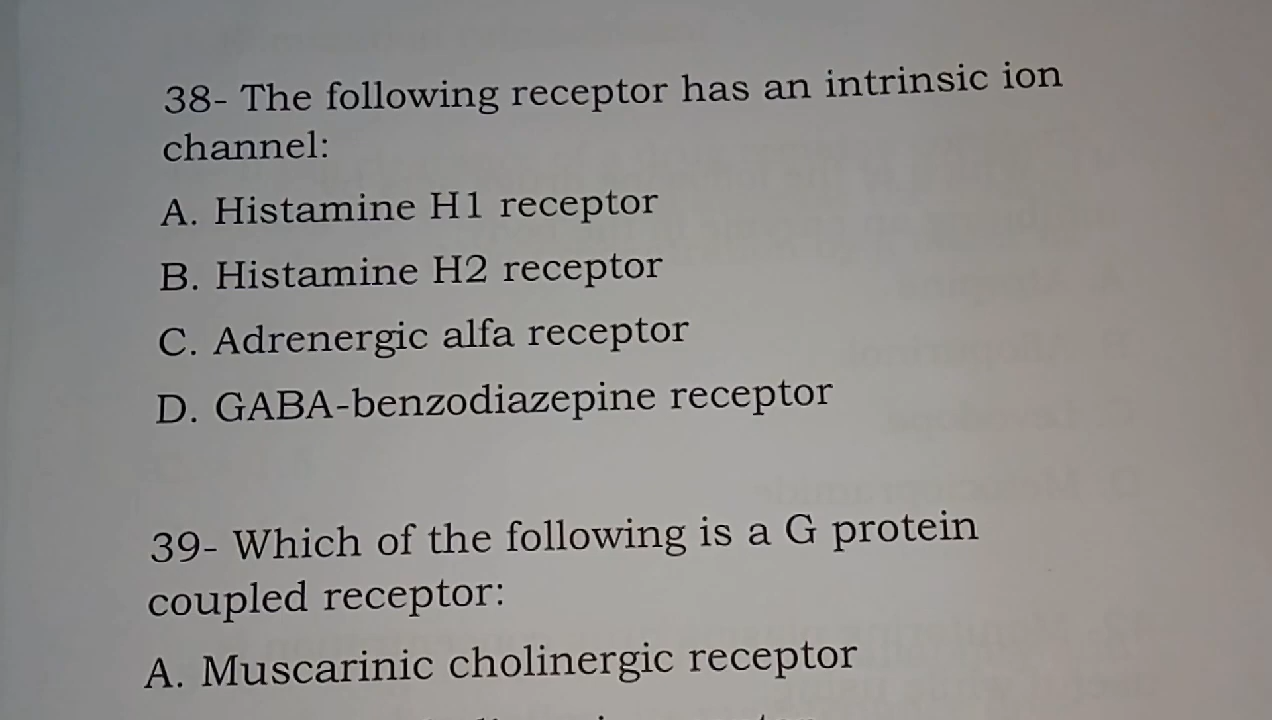 38- The following receptor has an intrinsic ion
channel:
A. Histamine H1 receptor
B. Histamine H2 receptor
C. Adrenergic alfa receptor
D. GABA-benzodiazepine receptor
39- Which of the following is a G protein
coupled receptor:
A. Muscarinic cholinergic receptor